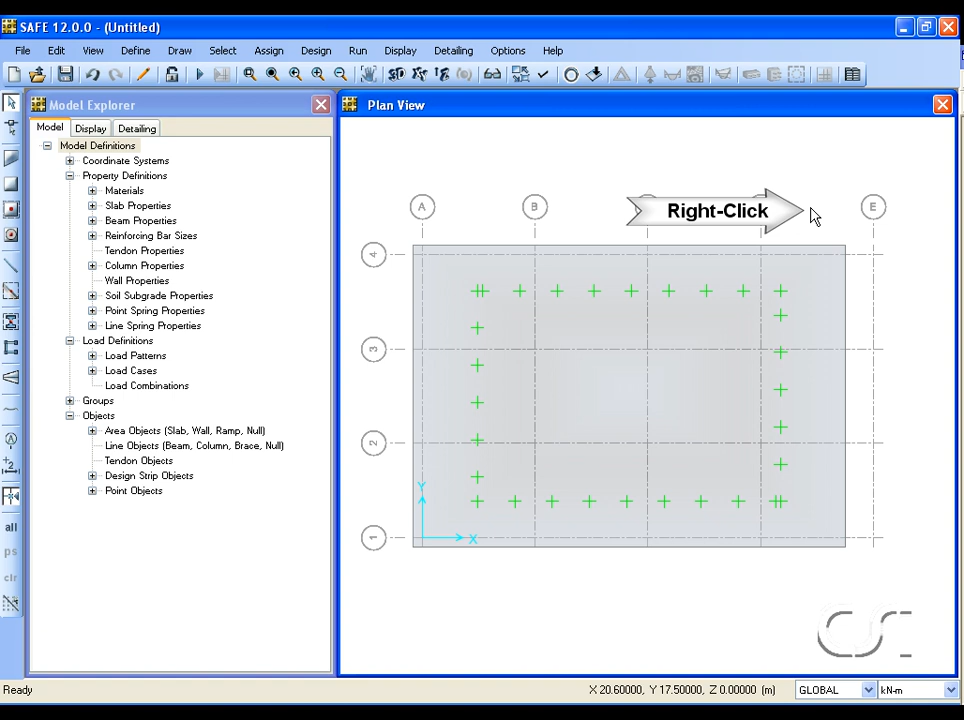 SAFE 12.0.0 - (Untitled)
File Edit View Define Draw Select Assign Design Run Display Detailing Options Help
Model Explorer
Plan View
Model Display Detailing
Model Definitions
Coordinate Systems
Property Definitions
Materials
Slab Properties
Beam Properties
Reinforcing Bar Sizes
Tendon Properties
Column Properties
Wall Properties
Soil Subgrade Properties
Point Spring Properties
Line Spring Properties
Load Definitions
Load Patterns
Load Cases
Load Combinations
Groups
Objects
Area Objects (Slab, Wall, Ramp, Null)
Line Objects (Beam, Column, Brace, Null)
Tendon Objects
Design Strip Objects
Point Objects
all
ps
clr
A B E
Right-Click
4
3
2
1
Y
X
CSI
Ready
X 20.60000, Y 17.50000, Z 0.00000 (m)
GLOBAL
kN-m